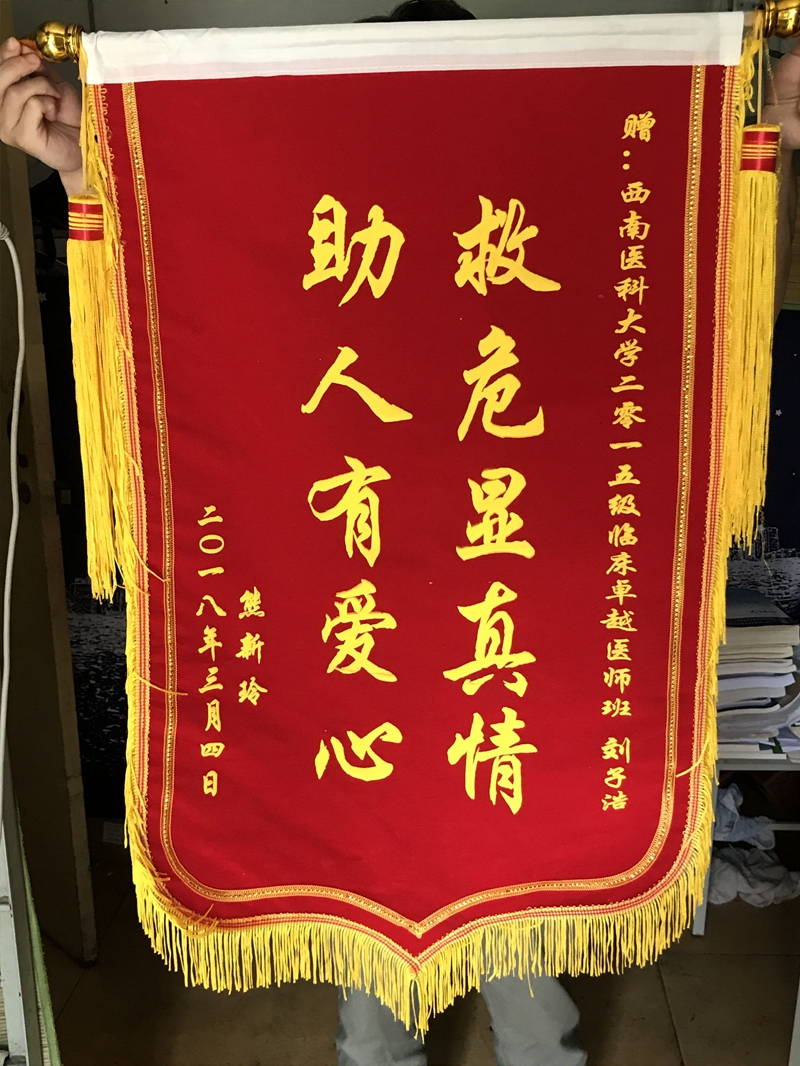 赠：西南医科大学二零一五级临床卓越医师班 刘子浩
救危显真情
助人有爱心
熊新玲
二〇一八年三月四日